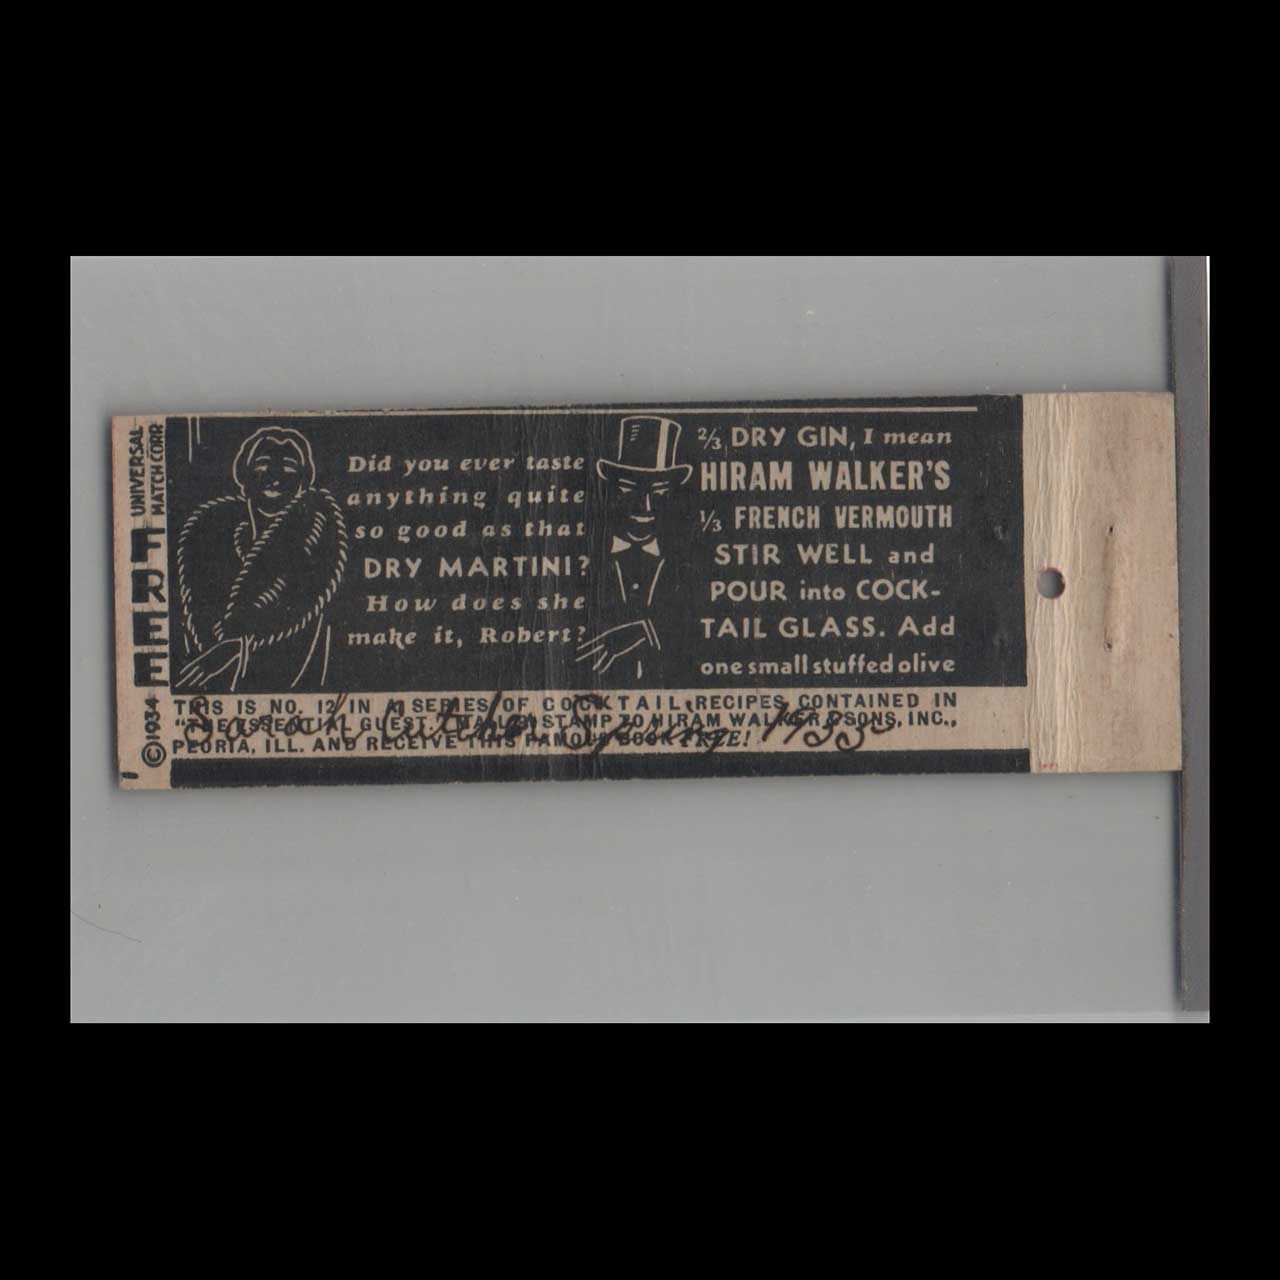 Did you ever taste
anything quite
so good as that
DRY MARTINI?
How does she
make it, Robert?
2/3 DRY GIN, I mean
HIRAM WALKER'S
1/3 FRENCH VERMOUTH
STIR WELL and
POUR into COCK-
TAIL GLASS. Add
one small stuffed olive
THIS IS NO. 12 IN A SERIES OF COCKTAIL RECIPES CONTAINED IN
"THE ESSENTIAL GUEST." MAIL 3¢ STAMP TO HIRAM WALKER & SONS, INC.,
PEORIA, ILL. AND RECEIVE THIS FAMOUS BOOK FREE!
Sarah Spring 1935
©1934
UNIVERSAL
MATCH CORP.